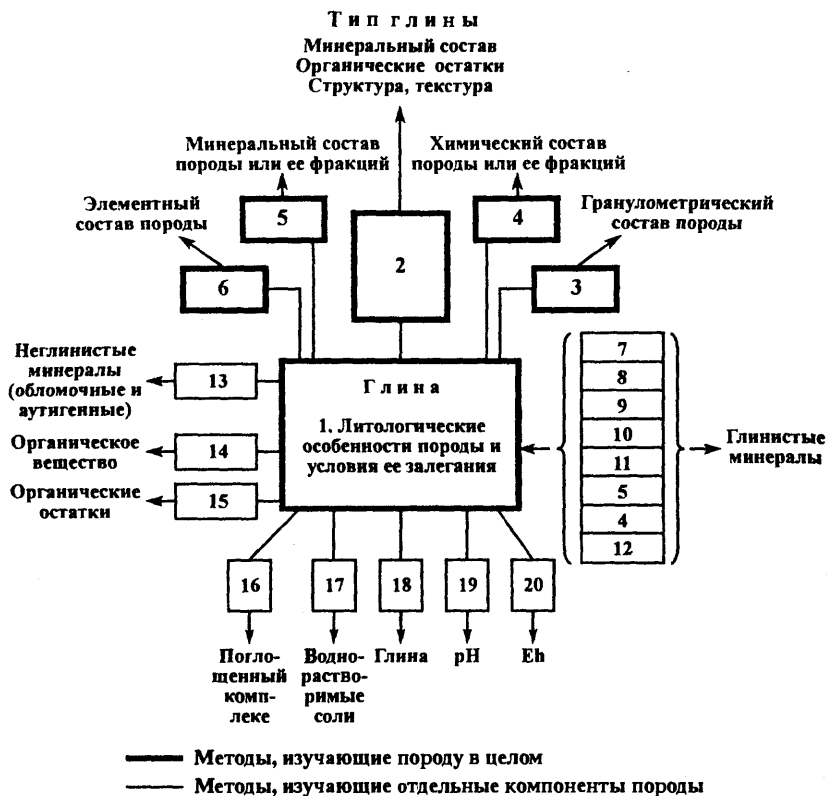 Тип глины
Минеральный состав
Органические остатки
Структура, текстура
Минеральный состав
породы или ее фракций
Химический состав
породы или ее фракций
Элементный
состав породы
Гранулометрический
состав породы
5
4
2
6
3
Неглинистые
минералы
(обломочные и
аутигенные)
13
Органическое
вещество
14
Органические
остатки
15
Глина
1. Литологические
особенности породы и
условия ее залегания
7
8
9
10
11
5
4
12
Глинистые
минералы
16
17
18
19
20
Погло-
щенный
комп-
леке
Водно-
раство-
римые
соли
Глина
pH
Eh
Методы, изучающие породу в целом
Методы, изучающие отдельные компоненты породы